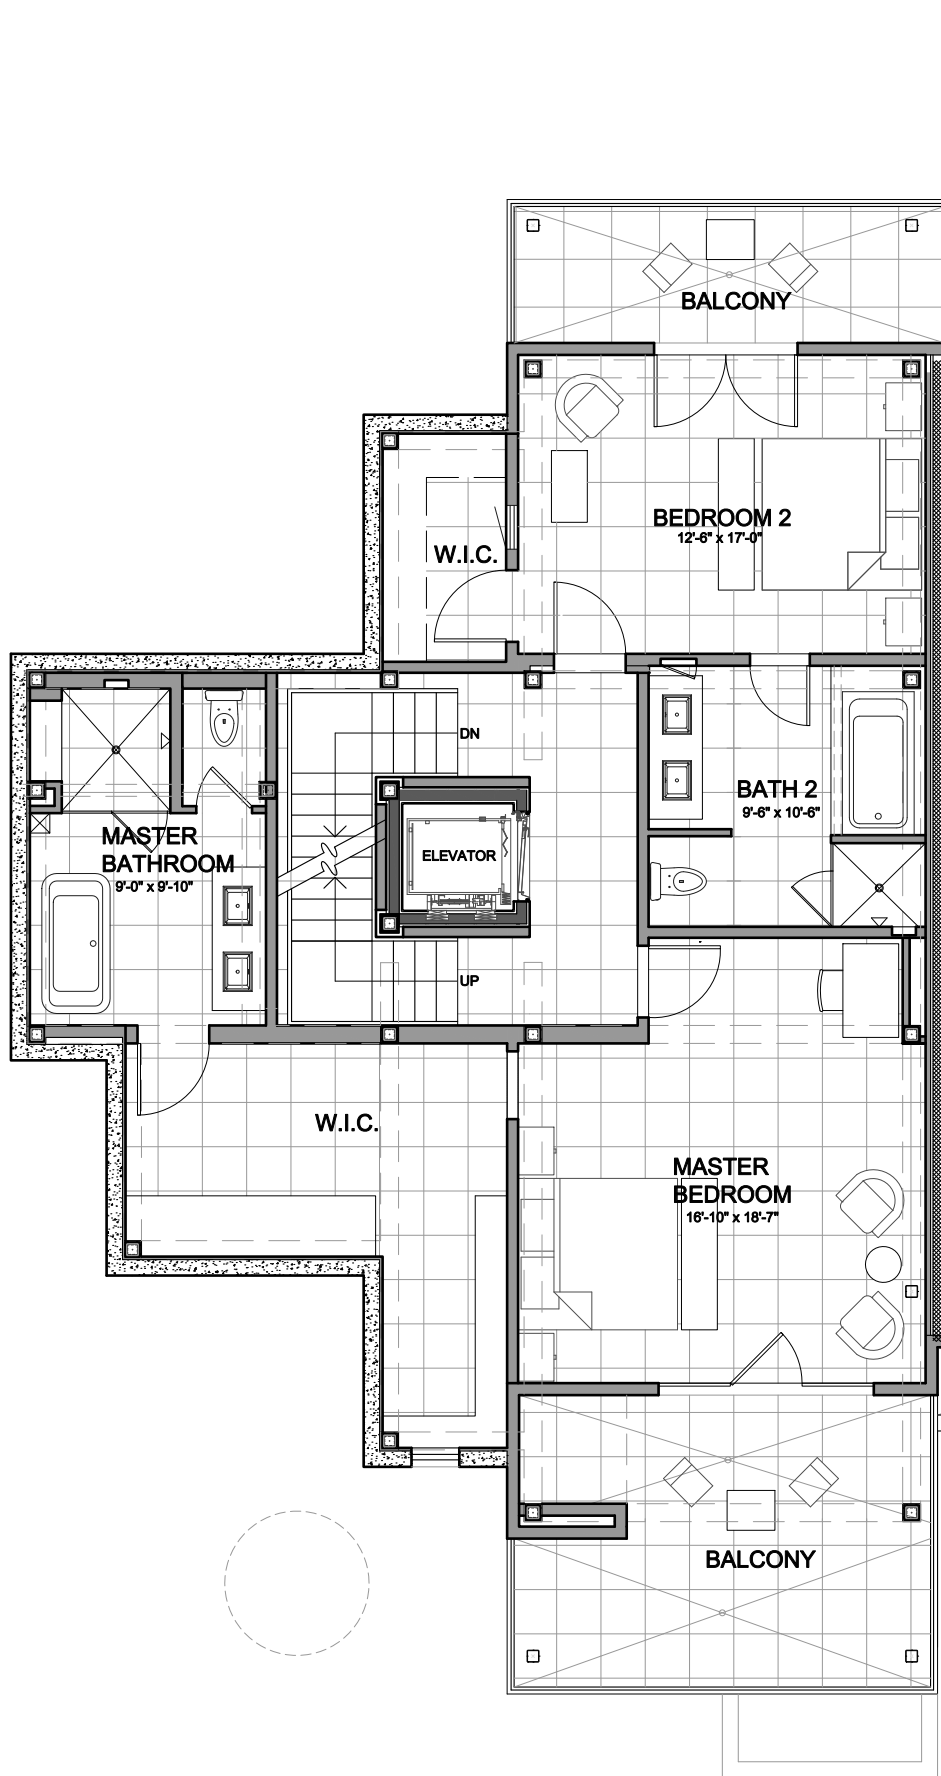 BALCONY
BEDROOM 2
12'-6" x 17'-0"
W.I.C.
DN
BATH 2
9'-6" x 10'-6"
MASTER
BATHROOM
9'-0" x 9'-10"
ELEVATOR
UP
W.I.C.
MASTER
BEDROOM
16'-10" x 18'-7"
BALCONY